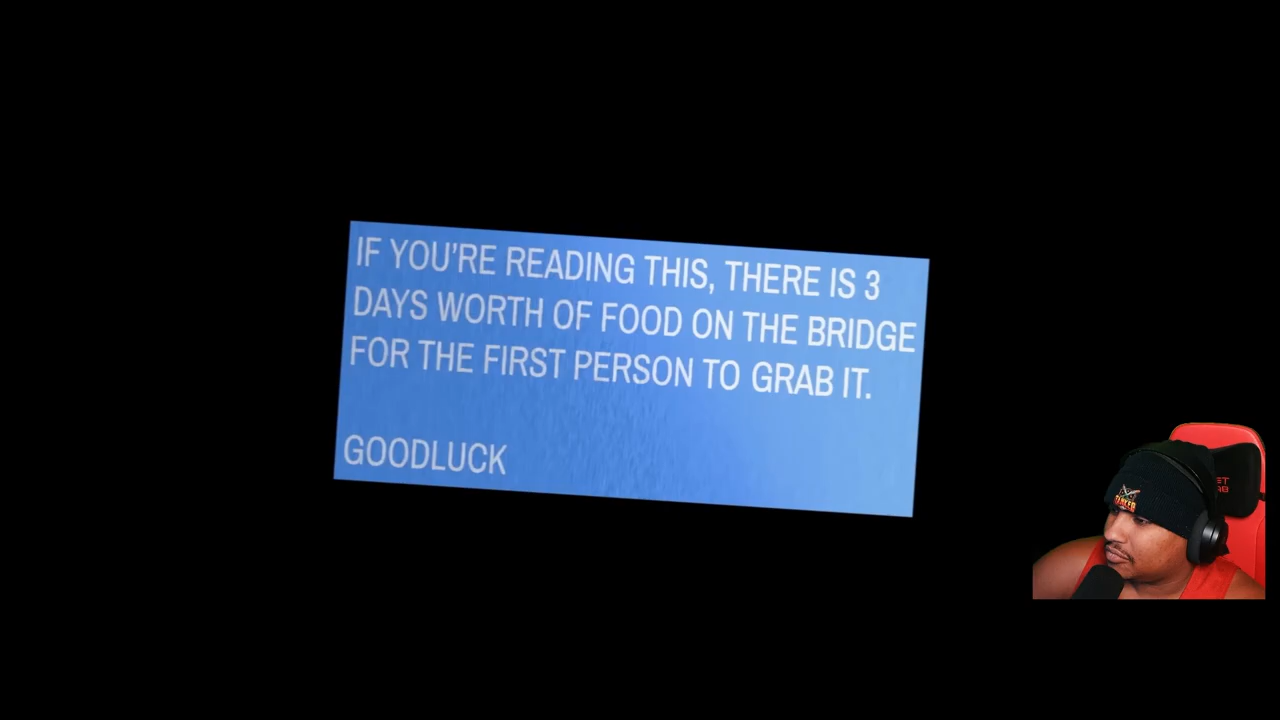 IF YOU'RE READING THIS, THERE IS 3
DAYS WORTH OF FOOD ON THE BRIDGE
FOR THE FIRST PERSON TO GRAB IT.
GOODLUCK